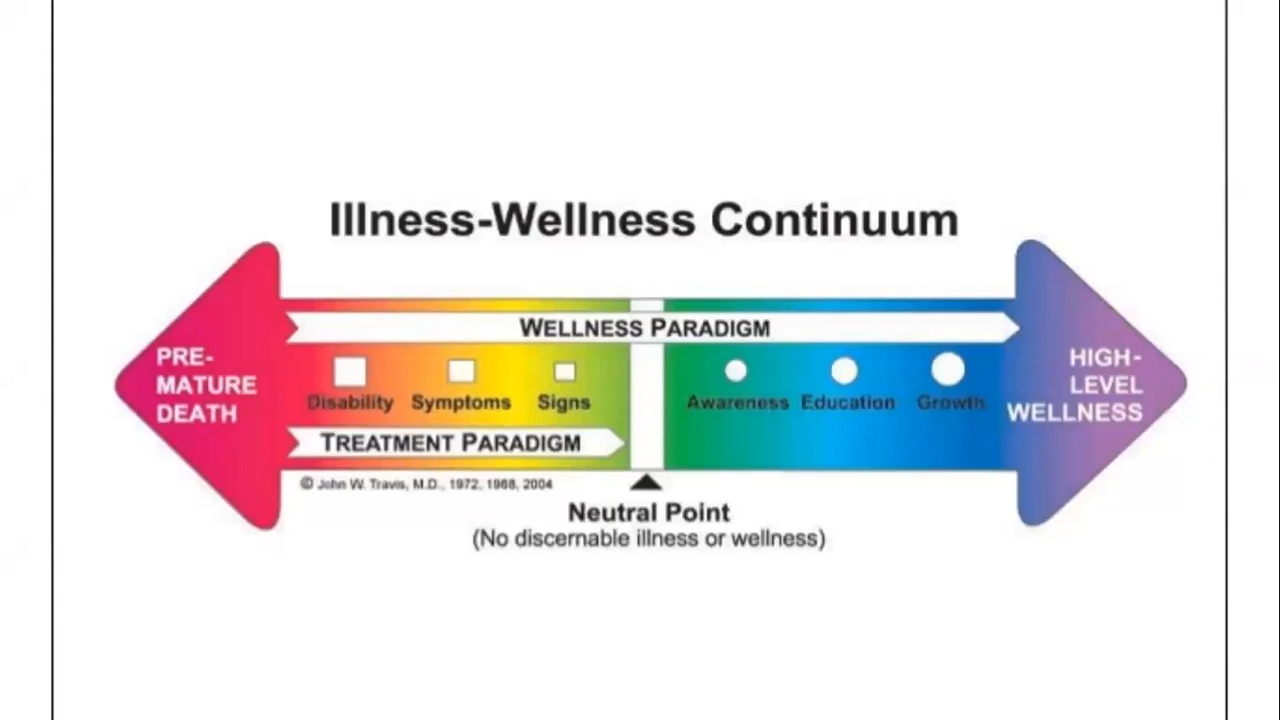 Illness-Wellness Continuum
WELLNESS PARADIGM
PRE-
MATURE
DEATH
Disability Symptoms Signs Awareness Education Growth
HIGH-
LEVEL
WELLNESS
TREATMENT PARADIGM
© John W. Travis, M.D., 1972, 1988, 2004
Neutral Point
(No discernable illness or wellness)